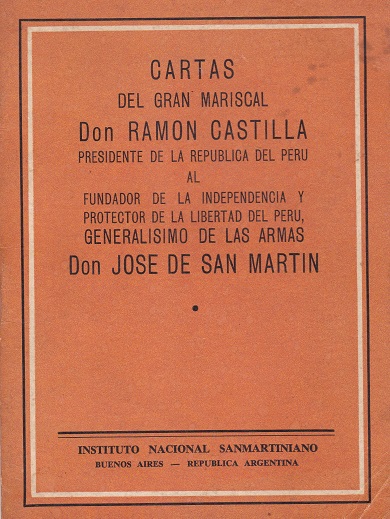 CARTAS
DEL GRAN MARISCAL
Don RAMON CASTILLA
PRESIDENTE DE LA REPUBLICA DEL PERU
AL
FUNDADOR DE LA INDEPENDENCIA Y
PROTECTOR DE LA LIBERTAD DEL PERU,
GENERALISIMO DE LAS ARMAS
Don JOSE DE SAN MARTIN
INSTITUTO NACIONAL SANMARTINIANO
BUENOS AIRES — REPUBLICA ARGENTINA